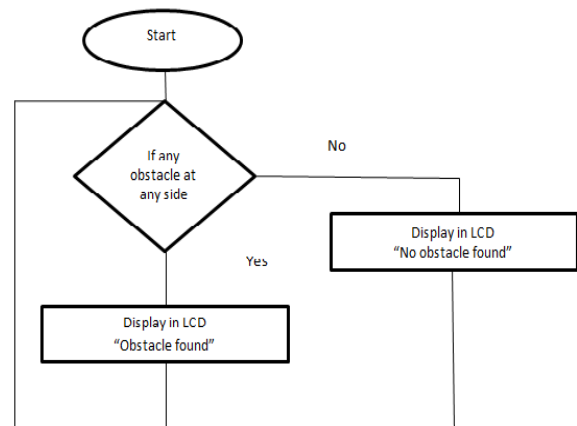 Start
If any
obstacle at
any side
No
Display in LCD
“No obstacle found”
Yes
Display in LCD
“Obstacle found”